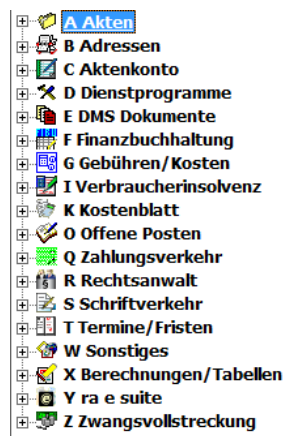 A Akten
B Adressen
C Aktenkonto
D Dienstprogramme
E DMS Dokumente
F Finanzbuchhaltung
G Gebühren/Kosten
I Verbraucherinsolvenz
K Kostenblatt
O Offene Posten
Q Zahlungsverkehr
R Rechtsanwalt
S Schriftverkehr
T Termine/Fristen
W Sonstiges
X Berechnungen/Tabellen
Y ra e suite
Z Zwangsvollstreckung